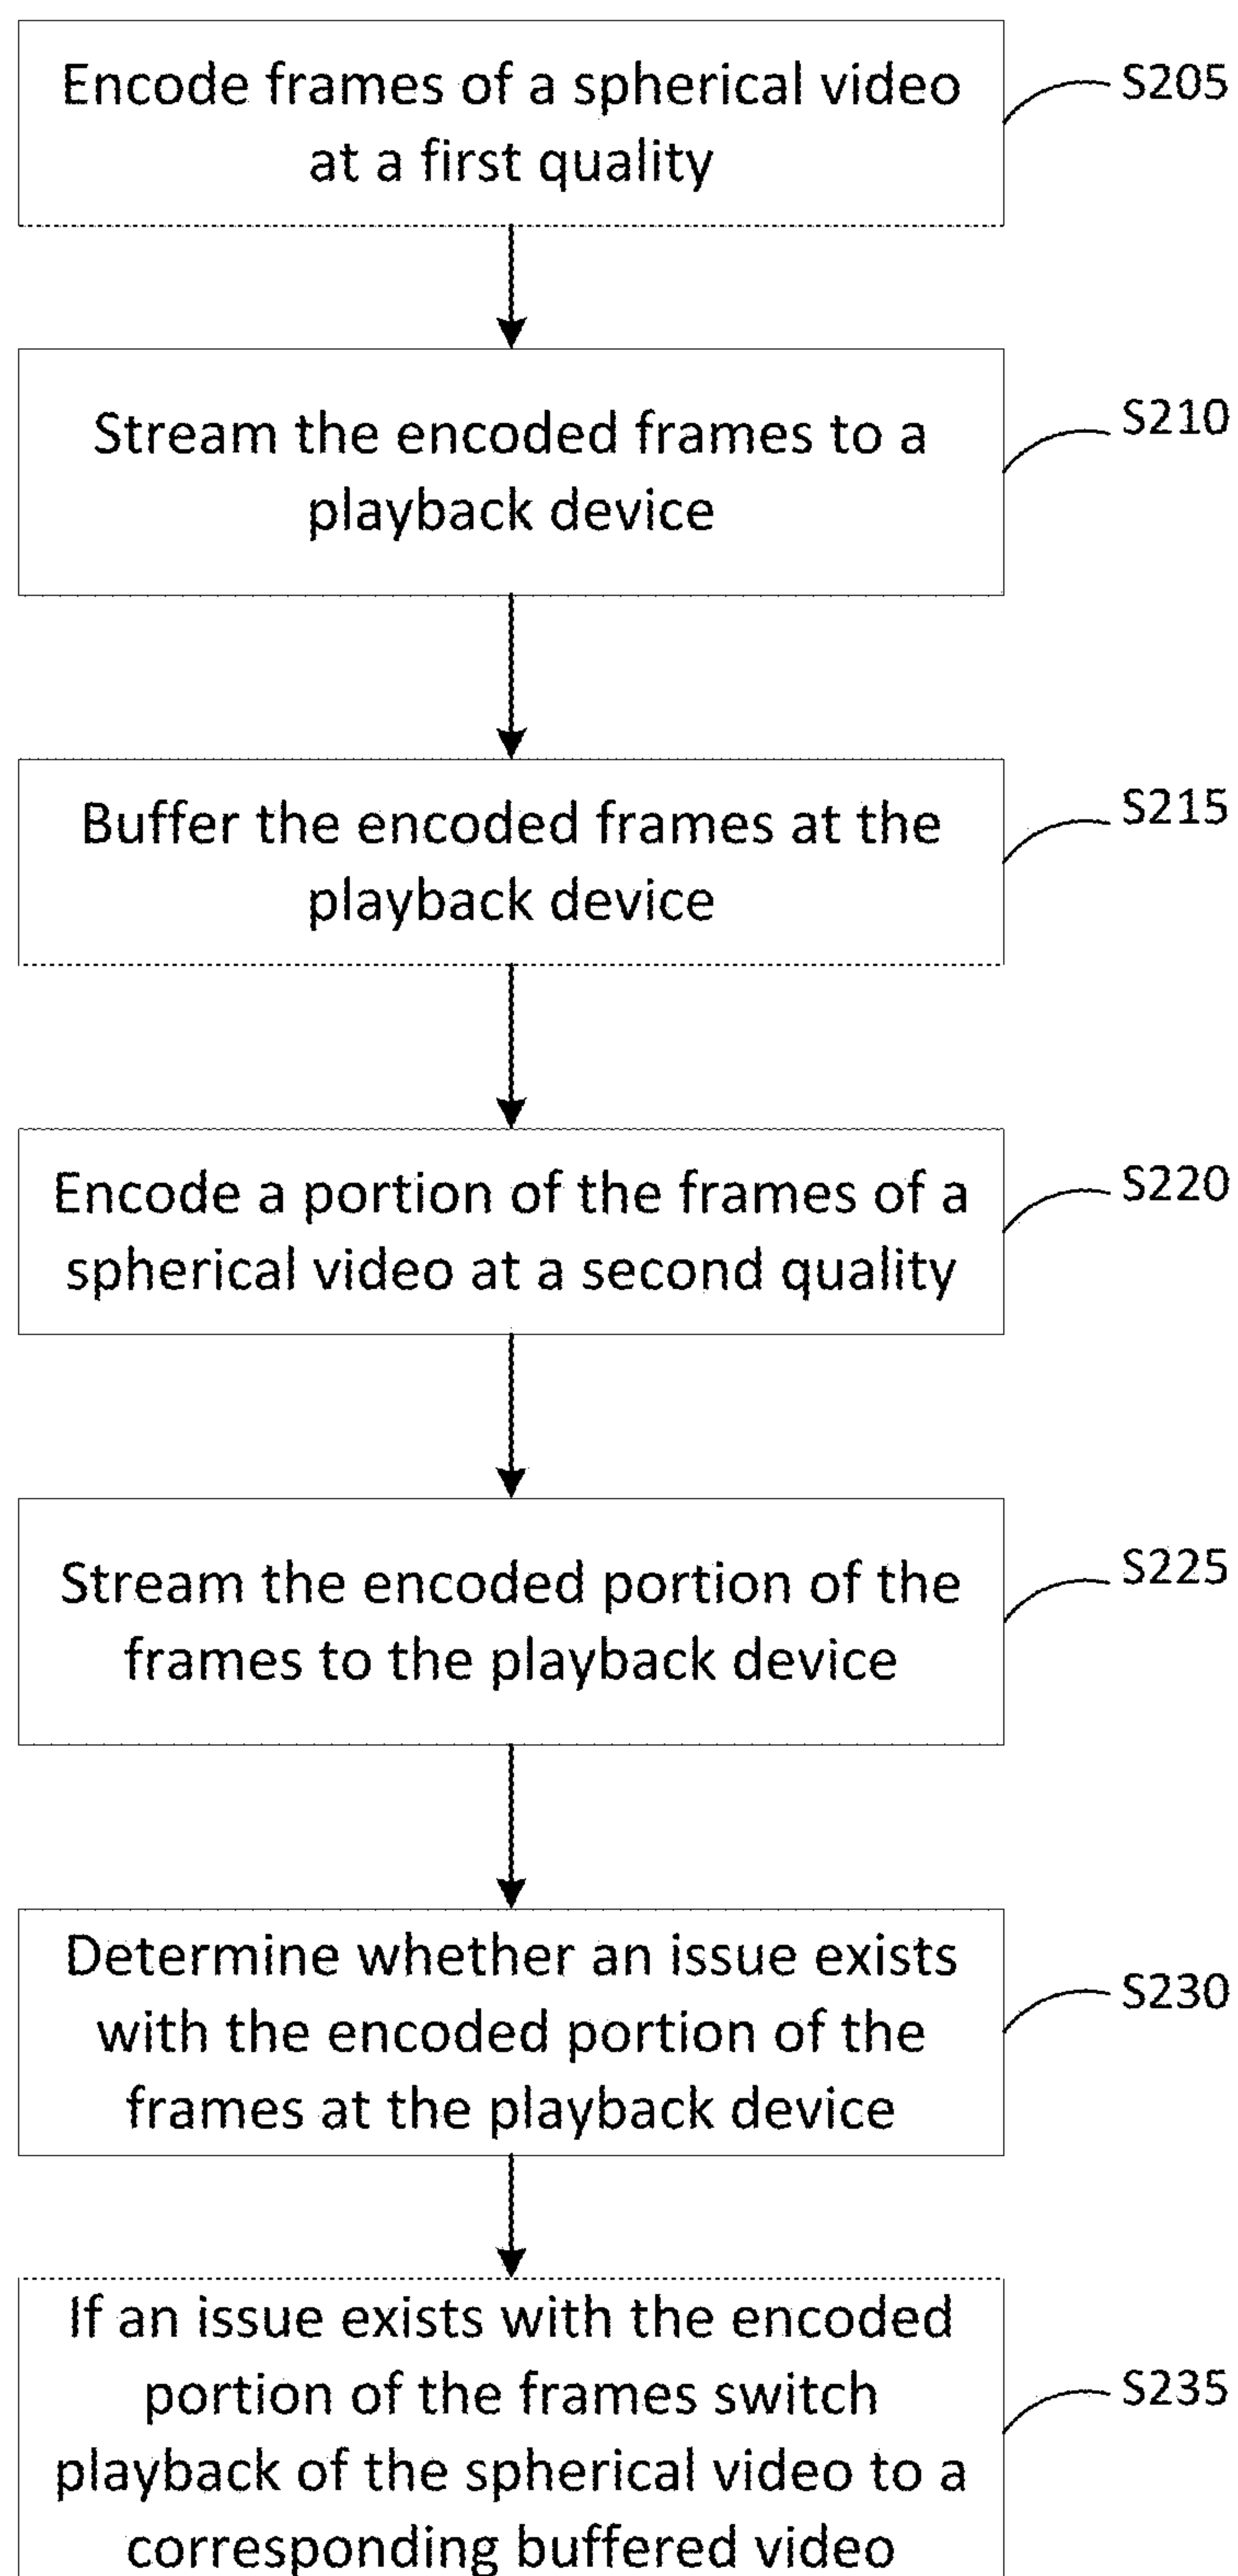 Encode frames of a spherical video
at a first quality
S205
Stream the encoded frames to a
playback device
S210
Buffer the encoded frames at the
playback device
S215
Encode a portion of the frames of a
spherical video at a second quality
S220
Stream the encoded portion of the
frames to the playback device
S225
Determine whether an issue exists
with the encoded portion of the
frames at the playback device
S230
If an issue exists with the encoded
portion of the frames switch
playback of the spherical video to a
corresponding buffered video
S235